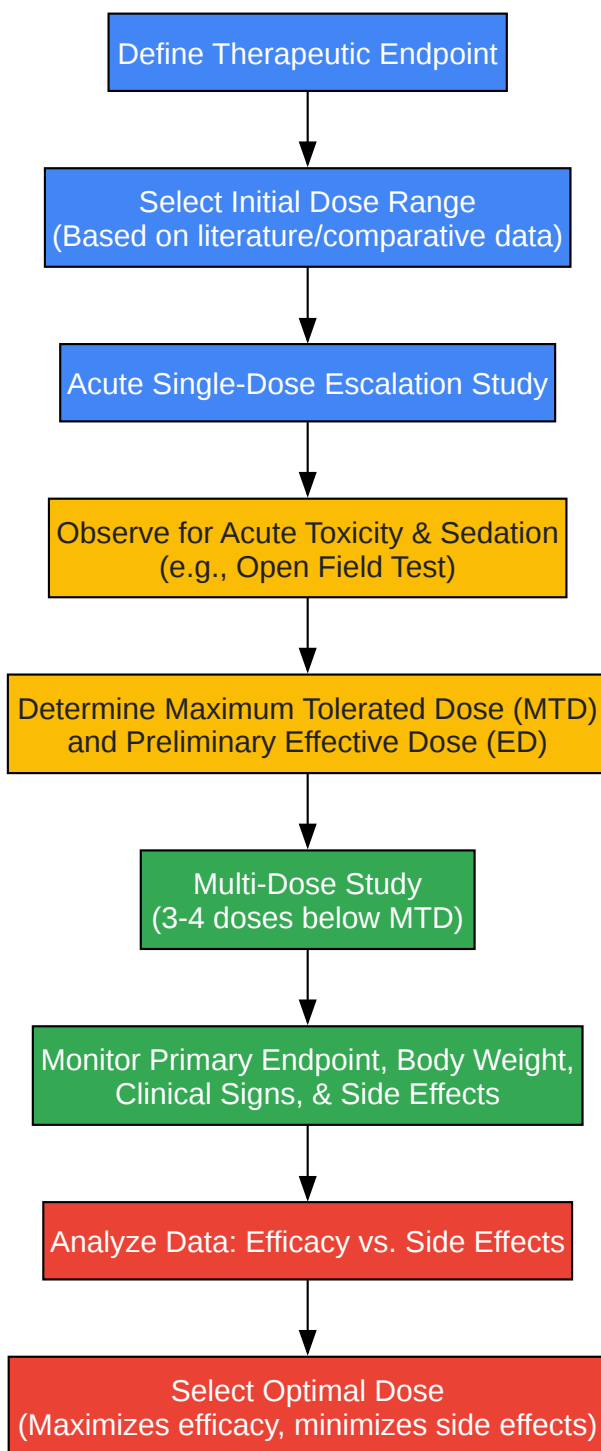 Define Therapeutic Endpoint
Select Initial Dose Range
(Based on literature/comparative data)
Acute Single-Dose Escalation Study
Observe for Acute Toxicity & Sedation
(e.g., Open Field Test)
Determine Maximum Tolerated Dose (MTD)
and Preliminary Effective Dose (ED)
Multi-Dose Study
(3-4 doses below MTD)
Monitor Primary Endpoint, Body Weight,
Clinical Signs, & Side Effects
Analyze Data: Efficacy vs. Side Effects
Select Optimal Dose
(Maximizes efficacy, minimizes side effects)